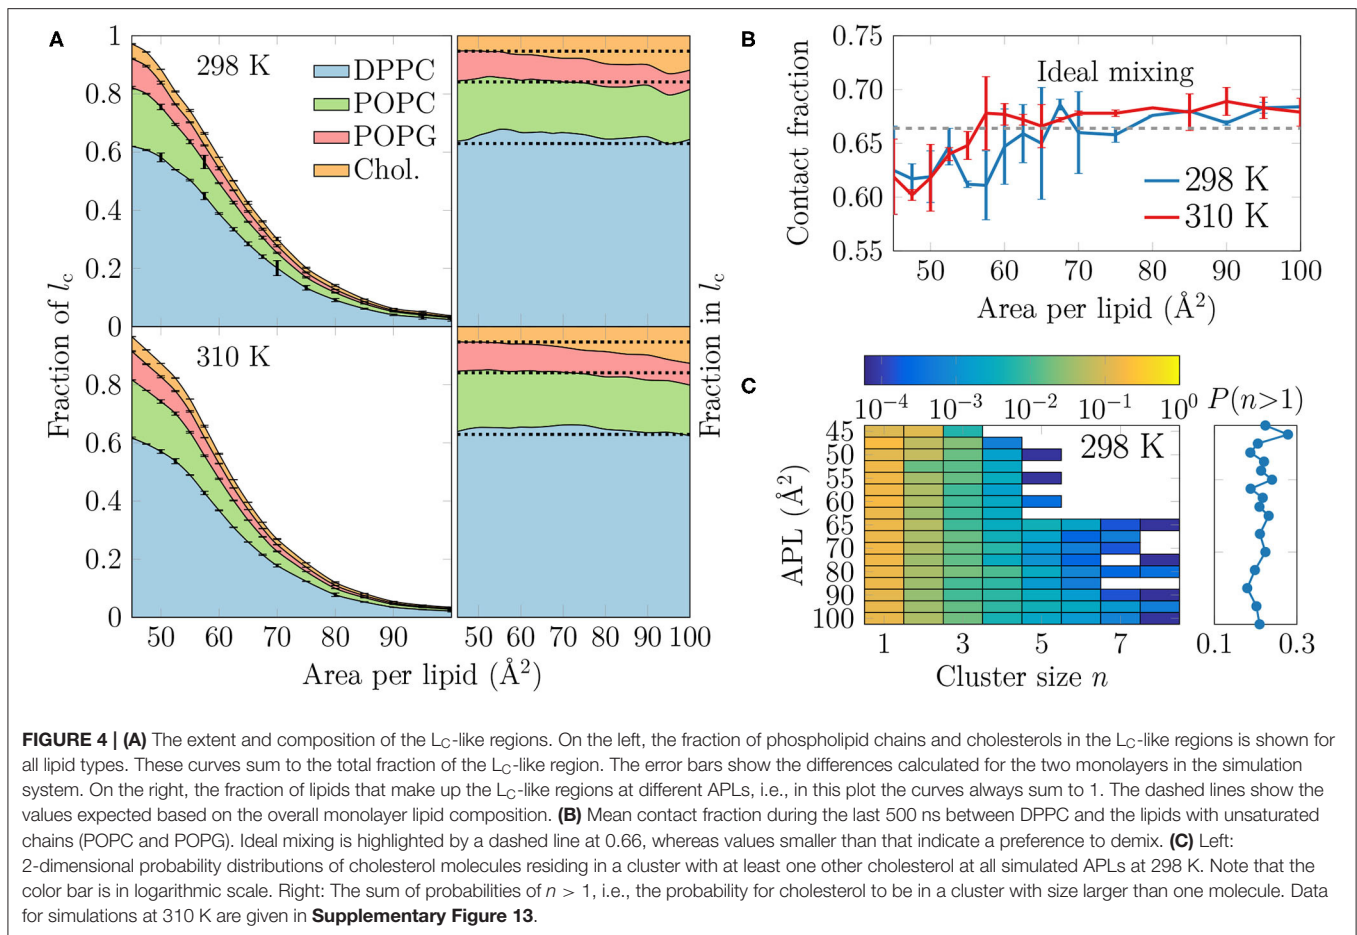 A
1
0.8
0.6
0.4
0.2
0
298 K
DPPC
POPC
POPG
Chol.
0.8
0.6
0.4
0.2
0
310 K
50 60 70 80 90
50 60 70 80 90 100
Area per lipid (Å²)
Fraction of l_c
Fraction in l_c
B
0.75
0.70
0.65
0.60
0.55
Contact fraction
Ideal mixing
298 K
310 K
50 60 70 80 90 100
Area per lipid (Å²)
C
10⁻⁴ 10⁻³ 10⁻² 10⁻¹ 10⁰
P(n>1)
298 K
45
50
55
60
65
70
80
90
100
APL (Å²)
1 3 5 7
Cluster size n
0.1 0.3
FIGURE 4 | (A) The extent and composition of the L_C-like regions. On the left, the fraction of phospholipid chains and cholesterols in the L_C-like regions is shown for
all lipid types. These curves sum to the total fraction of the L_C-like region. The error bars show the differences calculated for the two monolayers in the simulation
system. On the right, the fraction of lipids that make up the L_C-like regions at different APLs, i.e., in this plot the curves always sum to 1. The dashed lines show the
values expected based on the overall monolayer lipid composition. (B) Mean contact fraction during the last 500 ns between DPPC and the lipids with unsaturated
chains (POPC and POPG). Ideal mixing is highlighted by a dashed line at 0.66, whereas values smaller than that indicate a preference to demix. (C) Left:
2-dimensional probability distributions of cholesterol molecules residing in a cluster with at least one other cholesterol at all simulated APLs at 298 K. Note that the
color bar is in logarithmic scale. Right: The sum of probabilities of n > 1, i.e., the probability for cholesterol to be in a cluster with size larger than one molecule. Data
for simulations at 310 K are given in Supplementary Figure 13.